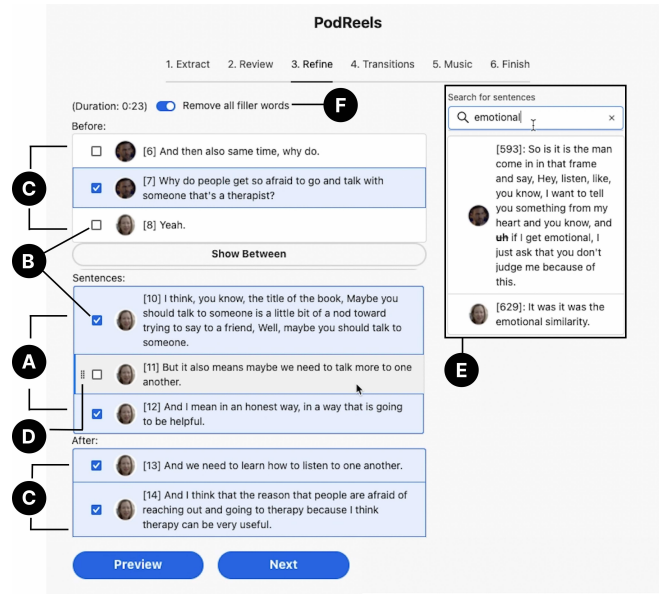 PodReels
1. Extract 2. Review 3. Refine 4. Transitions 5. Music 6. Finish
(Duration: 0:23) Remove all filler words
F
Before:
[6] And then also same time, why do.
C
[7] Why do people get so afraid to go and talk with
someone that's a therapist?
[8] Yeah.
B
Show Between
Sentences:
[10] I think, you know, the title of the book, Maybe you
should talk to someone is a little bit of a nod toward
trying to say to a friend, Well, maybe you should talk to
someone.
A
[11] But it also means maybe we need to talk more to one
another.
[12] And I mean in an honest way, in a way that is going
to be helpful.
D
After:
[13] And we need to learn how to listen to one another.
C
[14] And I think that the reason that people are afraid of
reaching out and going to therapy because I think
therapy can be very useful.
Preview Next
Search for sentences
emotional ×
[593]: So is it is the man
come in in that frame
and say, Hey, listen, like,
you know, I want to tell
you something from my
heart and you know, and
uh if I get emotional, I
just ask that you don't
judge me because of
this.
[629]: It was it was the
emotional similarity.
E